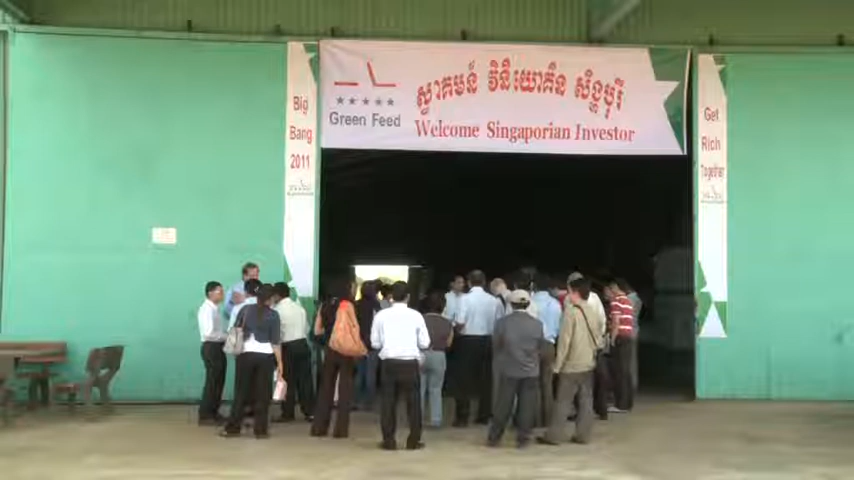 Big
Bang
2011
★★★★★
Green Feed
ស្វាគមន៍ វិនិយោគិន សិង្ហបុរី
Welcome Singaporian Investor
Get
Rich
Together